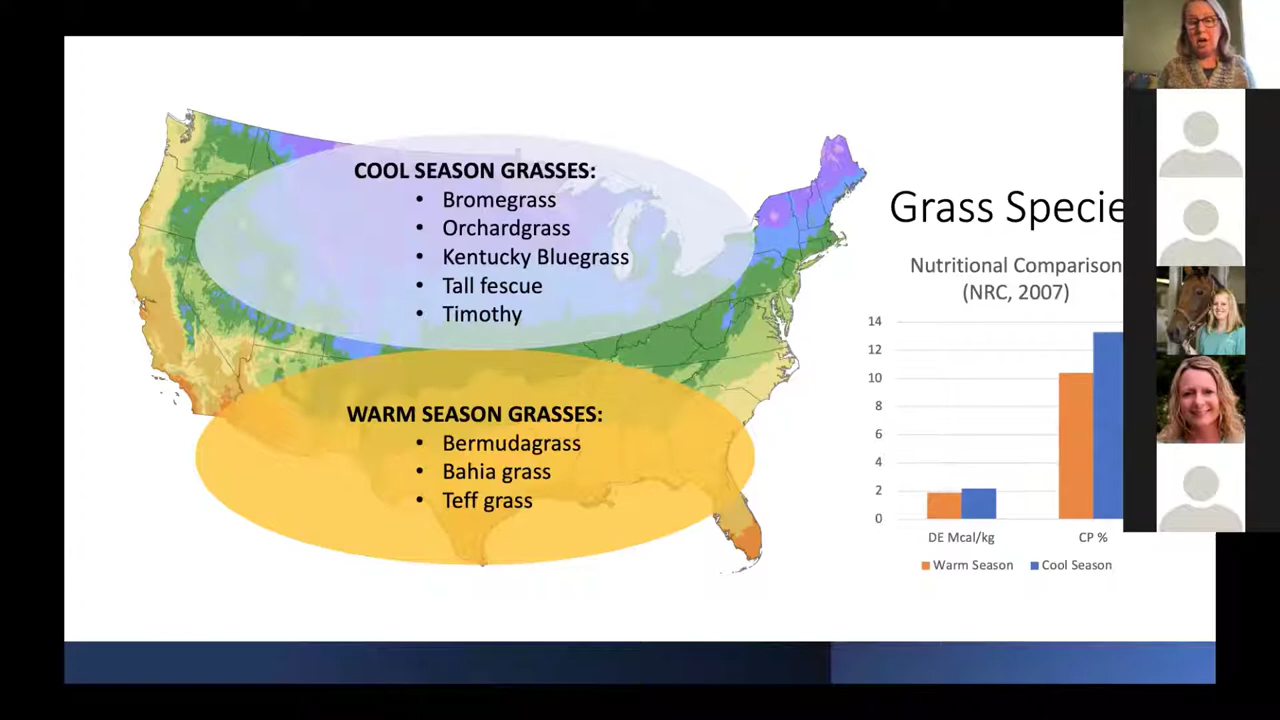 COOL SEASON GRASSES:
• Bromegrass
• Orchardgrass
• Kentucky Bluegrass
• Tall fescue
• Timothy
WARM SEASON GRASSES:
• Bermudagrass
• Bahia grass
• Teff grass
Grass Specie
Nutritional Comparison
(NRC, 2007)
14
12
10
8
6
4
2
0
DE Mcal/kg
CP %
Warm Season
Cool Season